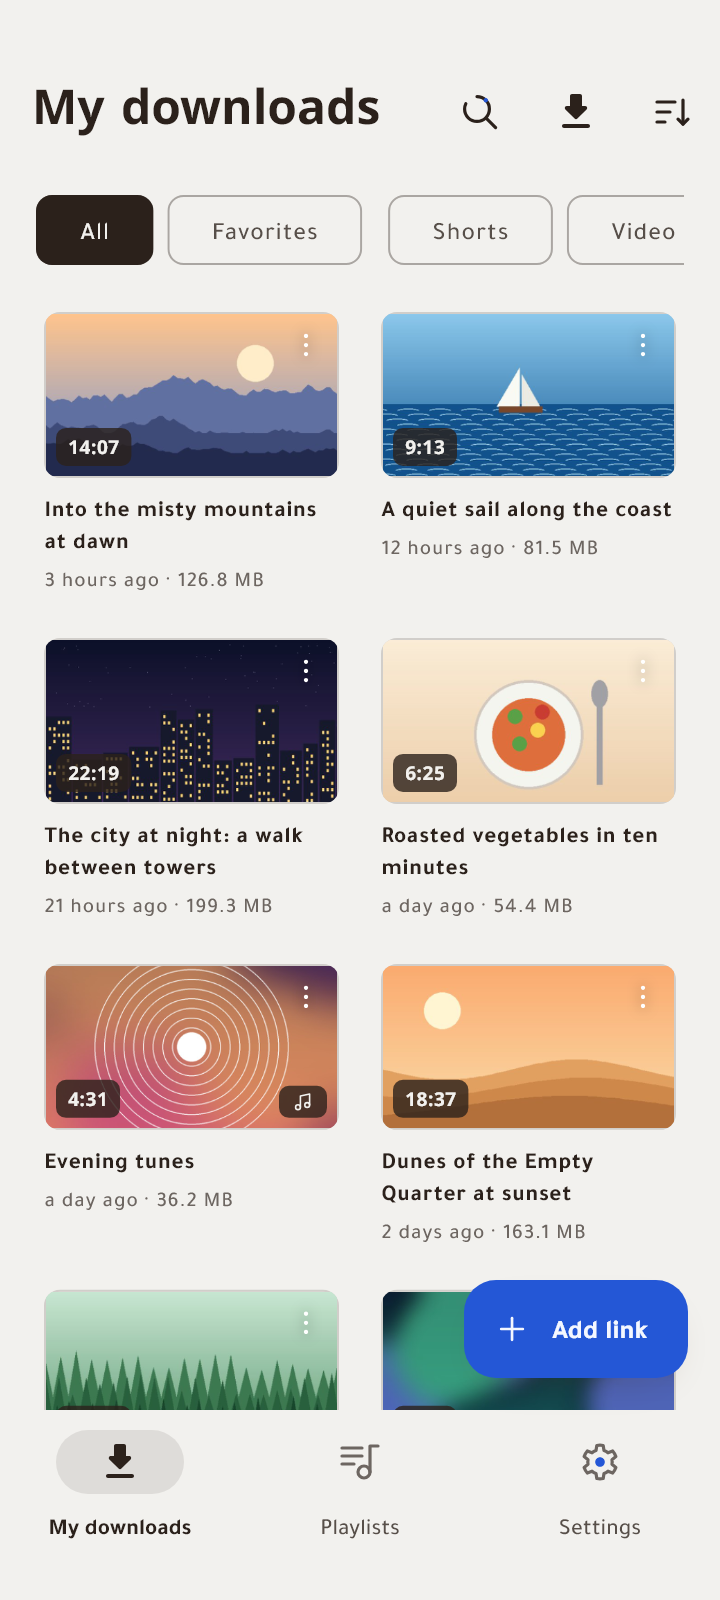 My downloads
All
Favorites
Shorts
Video
14:07
Into the misty mountains
at dawn
3 hours ago · 126.8 MB
9:13
A quiet sail along the coast
12 hours ago · 81.5 MB
22:19
The city at night: a walk
between towers
21 hours ago · 199.3 MB
6:25
Roasted vegetables in ten
minutes
a day ago · 54.4 MB
4:31
Evening tunes
a day ago · 36.2 MB
18:37
Dunes of the Empty
Quarter at sunset
2 days ago · 163.1 MB
Add link
My downloads
Playlists
Settings